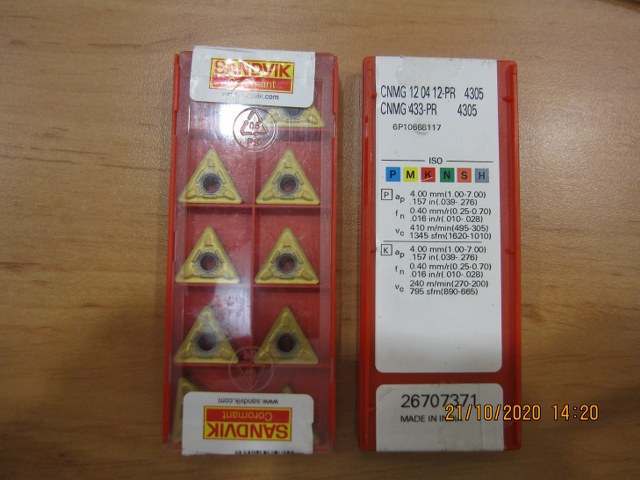 SANDVIK
Coromant
www.sandvik.com
www.sandvik.com
SANDVIK
Coromant
CNMG 12 04 12-PR 4305
CNMG 433-PR 4305
6P10666117
ISO
P M K N S H
P ap 4.00 mm(1.00-7.00)
.157 in(.039-.276)
fn 0.40 mm/r(0.25-0.70)
.016 in/r(.010-.028)
vc 410 m/min(495-305)
1345 sfm(1620-1010)
K ap 4.00 mm(1.00-7.00)
.157 in(.039-.276)
fn 0.40 mm/r(0.25-0.70)
.016 in/r(.010-.028)
vc 240 m/min(270-200)
795 sfm(890-665)
26707371
MADE IN
21/10/2020 14:20